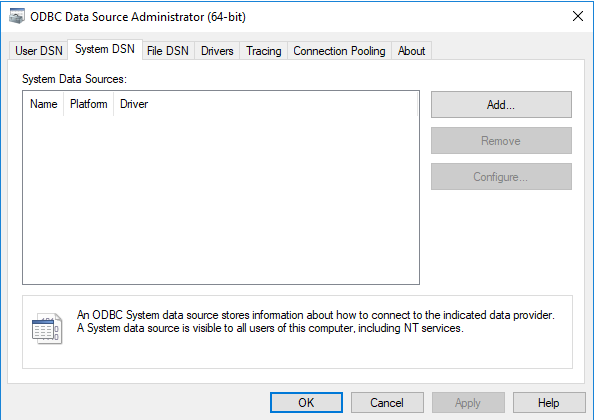 ODBC Data Source Administrator (64-bit)
User DSN System DSN File DSN Drivers Tracing Connection Pooling About
System Data Sources:
Name Platform Driver
Add...
Remove
Configure...
An ODBC System data source stores information about how to connect to the indicated data provider.
A System data source is visible to all users of this computer, including NT services.
OK Cancel Apply Help